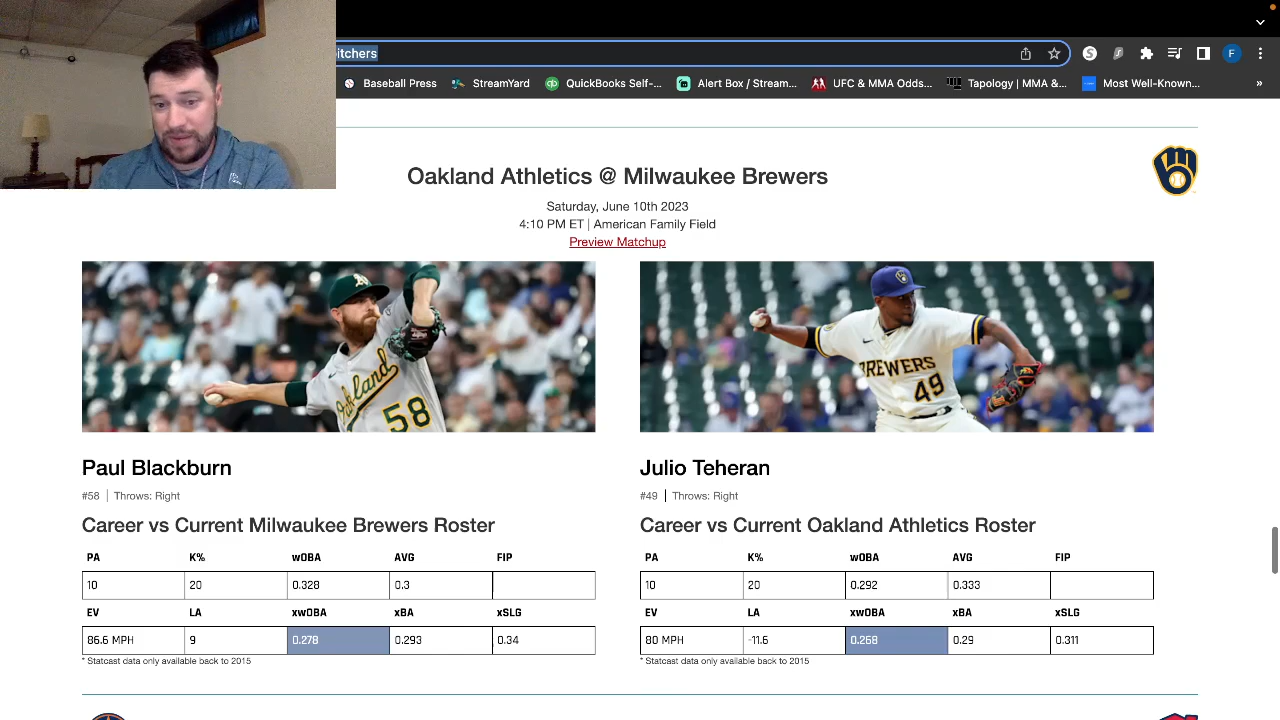 itchers
S
F
Baseball Press
StreamYard
QuickBooks Self-...
Alert Box / Stream...
UFC & MMA Odds...
Tapology | MMA &...
Most Well-Known...
»
Oakland Athletics @ Milwaukee Brewers
Saturday, June 10th 2023
4:10 PM ET | American Family Field
Preview Matchup
Oakland
58
BREWERS
49
Paul Blackburn
#58 | Throws: Right
Career vs Current Milwaukee Brewers Roster
PA K% wOBA AVG FIP
10 20 0.328 0.3
EV LA xwOBA xBA xSLG
86.6 MPH 9 0.278 0.293 0.34
* Statcast data only available back to 2015
Julio Teheran
#49 | Throws: Right
Career vs Current Oakland Athletics Roster
PA K% wOBA AVG FIP
10 20 0.292 0.333
EV LA xwOBA xBA xSLG
80 MPH -11.6 0.268 0.29 0.311
* Statcast data only available back to 2015